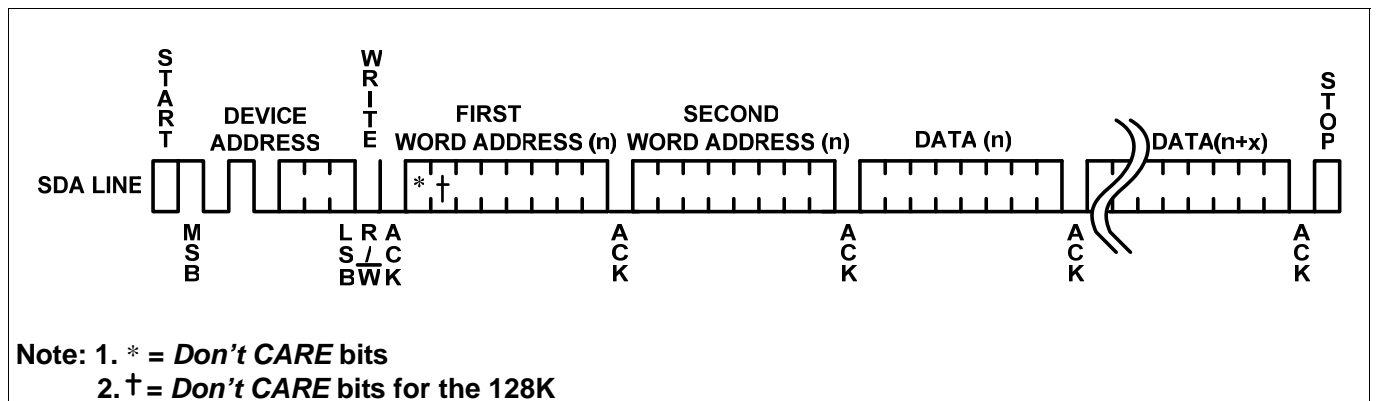 START
WRITE
STOP
DEVICE
ADDRESS
FIRST
WORD ADDRESS (n)
SECOND
WORD ADDRESS (n)
DATA (n)
DATA(n+x)
SDA LINE
* †
MSB
LSB
R/W
ACK
ACK
ACK
ACK
ACK
Note: 1. * = Don't CARE bits
2. † = Don't CARE bits for the 128K